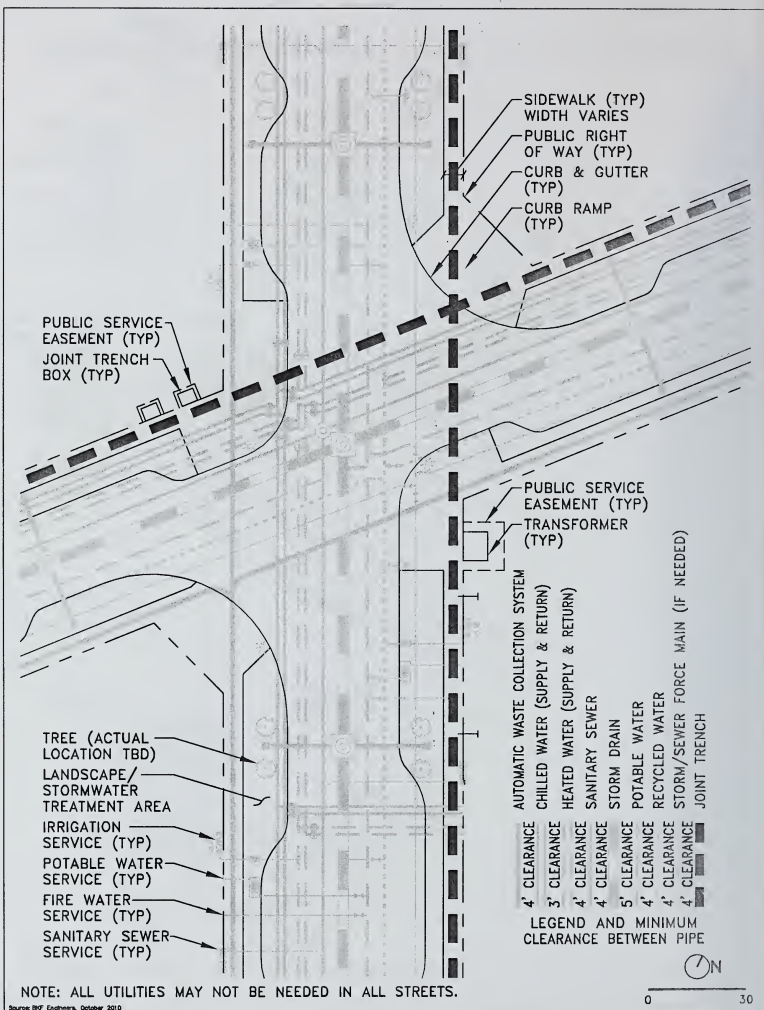 SIDEWALK (TYP)
WIDTH VARIES
PUBLIC RIGHT
OF WAY (TYP)
CURB & GUTTER
(TYP)
CURB RAMP
(TYP)
PUBLIC SERVICE
EASEMENT (TYP)
JOINT TRENCH
BOX (TYP)
PUBLIC SERVICE
EASEMENT (TYP)
TRANSFORMER
(TYP)
TREE (ACTUAL
LOCATION TBD)
LANDSCAPE/
STORMWATER
TREATMENT AREA
IRRIGATION
SERVICE (TYP)
POTABLE WATER
SERVICE (TYP)
FIRE WATER
SERVICE (TYP)
SANITARY SEWER
SERVICE (TYP)
AUTOMATIC WASTE COLLECTION SYSTEM
4' CLEARANCE
CHILLED WATER (SUPPLY & RETURN)
3' CLEARANCE
HEATED WATER (SUPPLY & RETURN)
4' CLEARANCE
SANITARY SEWER
4' CLEARANCE
STORM DRAIN
5' CLEARANCE
POTABLE WATER
4' CLEARANCE
RECYCLED WATER
4' CLEARANCE
STORM/SEWER FORCE MAIN (IF NEEDED)
4' CLEARANCE
JOINT TRENCH
LEGEND AND MINIMUM
CLEARANCE BETWEEN PIPE
N
0 30
NOTE: ALL UTILITIES MAY NOT BE NEEDED IN ALL STREETS.
Source: BKF Engineers, October 2010